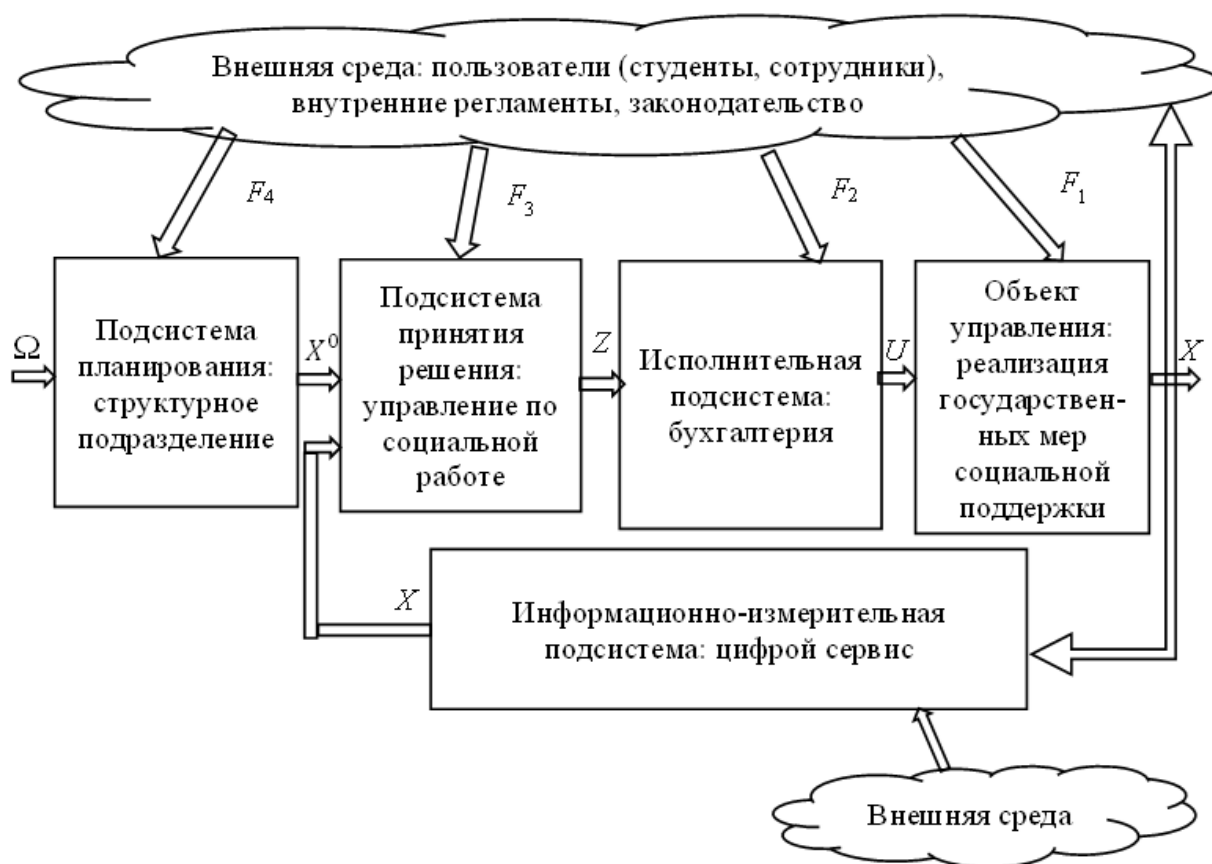 Внешняя среда: пользователи (студенты, сотрудники),
внутренние регламенты, законодательство
F4
F3
F2
F1
Ω
Подсистема
планирования:
структурное
подразделение
X0
Подсистема
принятия
решения:
управление по
социальной
работе
Z
Исполнительная
подсистема:
бухгалтерия
U
Объект
управления:
реализация
государствен-
ных мер
социальной
поддержки
X
X
Информационно-измерительная
подсистема: цифрой сервис
Внешняя среда